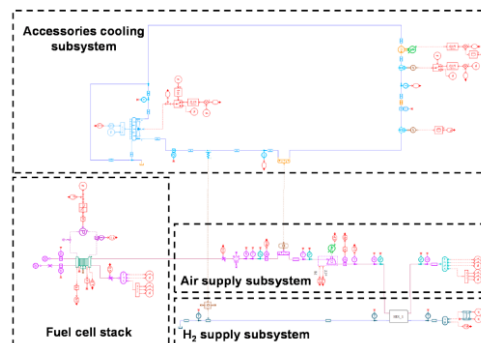 Accessories cooling
subsystem
Air supply subsystem
Fuel cell stack
H₂ supply subsystem